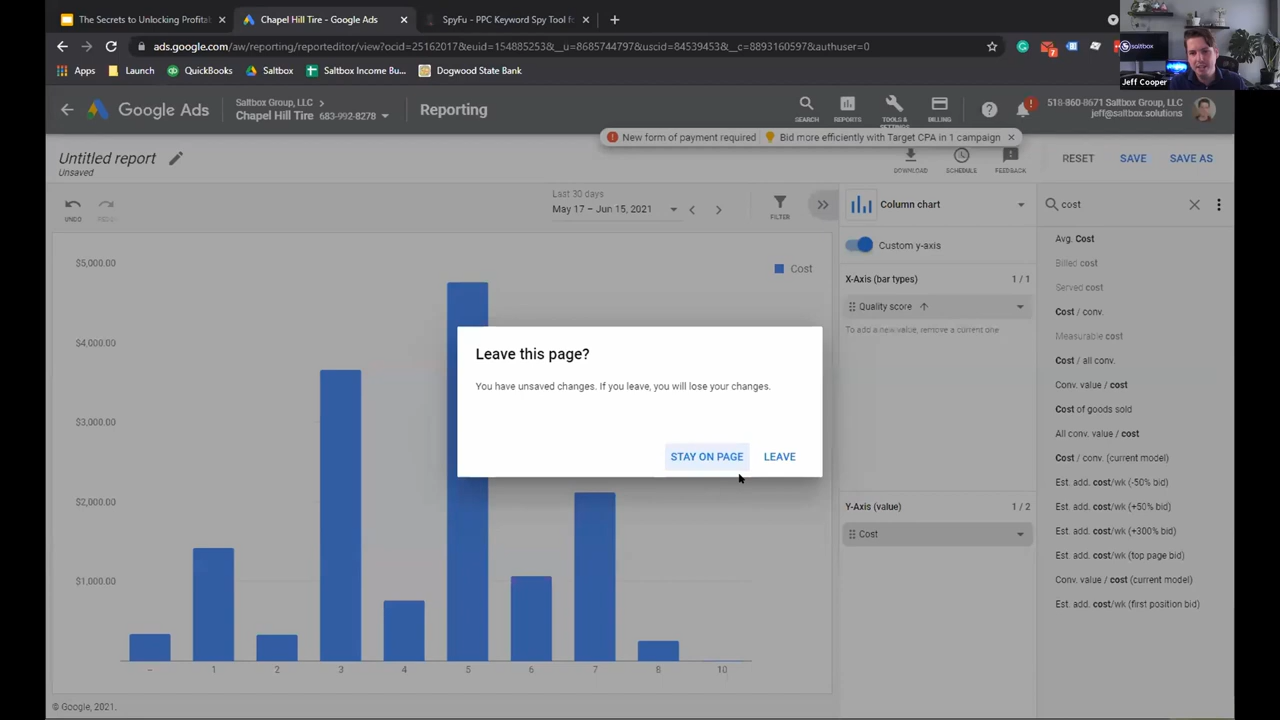 The Secrets to Unlocking Profital
Chapel Hill Tire - Google Ads
SpyFu - PPC Keyword Spy Tool fo
ads.google.com/aw/reporting/reporteditor/view?ocid=25162017&euid=154885253&__u=8685744797&uscid=845394453&__c=8893160597&authuser=0
Apps
Launch
QuickBooks
Saltbox
Saltbox Income Bu...
Dogwood State Bank
7
saltbox
Jeff Cooper
Google Ads
Saltbox Group, LLC
Chapel Hill Tire 683-992-8278
Reporting
SEARCH
REPORTS
TOOLS &
SETTINGS
BILLING
518-860-8671 Saltbox Group, LLC
jeff@saltbox.solutions
New form of payment required
Bid more efficiently with Target CPA in 1 campaign
Untitled report
Unsaved
DOWNLOAD
SCHEDULE
FEEDBACK
RESET
SAVE
SAVE AS
UNDO
Last 30 days
May 17 – Jun 15, 2021
FILTER
Column chart
cost
Custom y-axis
X-Axis (bar types)
1 / 1
Quality score
To add a new value, remove a current one
Y-Axis (value)
1 / 2
Cost
Avg. Cost
Billed cost
Served cost
Cost / conv.
Measurable cost
Cost / all conv.
Conv. value / cost
Cost of goods sold
All conv. value / cost
Cost / conv. (current model)
Est. add. cost/wk (-50% bid)
Est. add. cost/wk (+50% bid)
Est. add. cost/wk (+300% bid)
Est. add. cost/wk (top page bid)
Conv. value / cost (current model)
Est. add. cost/wk (first position bid)
$5,000.00
$4,000.00
$3,000.00
$2,000.00
$1,000.00
Cost
– 1 2 3 4 5 6 7 8 10
Leave this page?
You have unsaved changes. If you leave, you will lose your changes.
STAY ON PAGE
LEAVE
© Google, 2021.